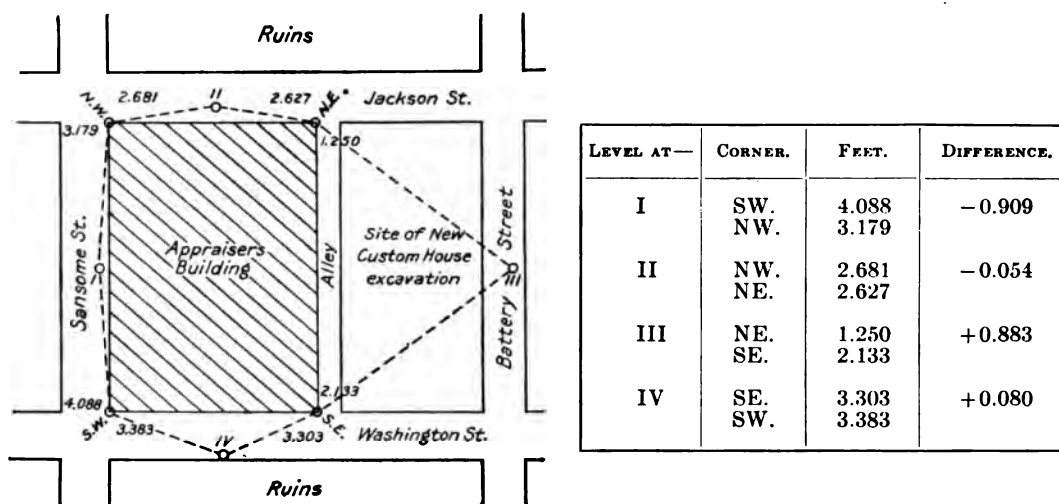 Ruins
N.W.
2.681
II
2.627
N.E.
Jackson St.
3.179
1.250
Sansome St.
I
Appraisers
Building
Alley
Site of New
Custom House
excavation
Battery Street
III
4.088
2.133
S.W.
3.383
IV
3.303
S.E.
Washington St.
Ruins
LEVEL AT— CORNER. FEET. DIFFERENCE.
I SW. 4.088 −0.909
NW. 3.179
II NW. 2.681 −0.054
NE. 2.627
III NE. 1.250 +0.883
SE. 2.133
IV SE. 3.303 +0.080
SW. 3.383